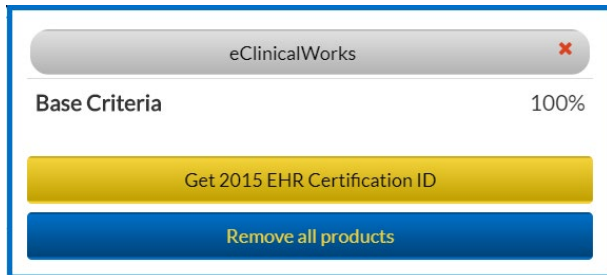 eClinicalWorks ✖
Base Criteria 100%
Get 2015 EHR Certification ID
Remove all products